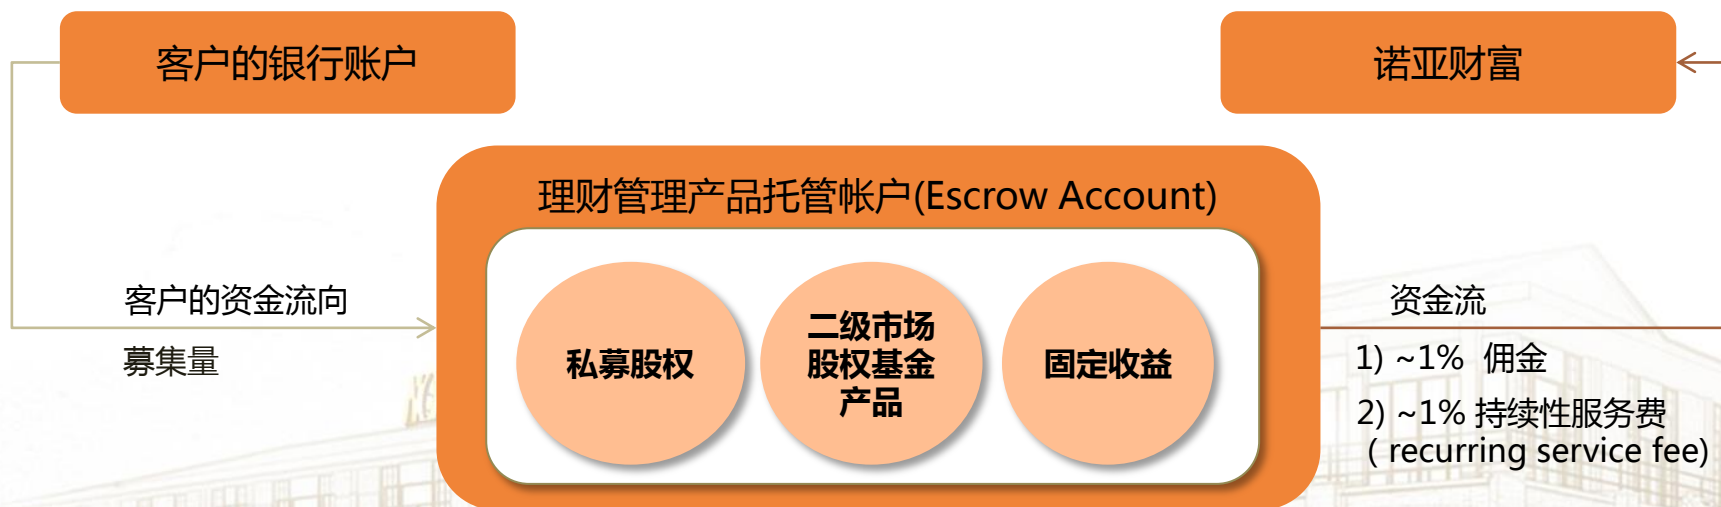 客户的银行账户
诺亚财富
理财管理产品托管帐户(Escrow Account)
客户的资金流向
募集量
私募股权
二级市场
股权基金
产品
固定收益
资金流
1) ~1% 佣金
2) ~1% 持续性服务费
( recurring service fee)